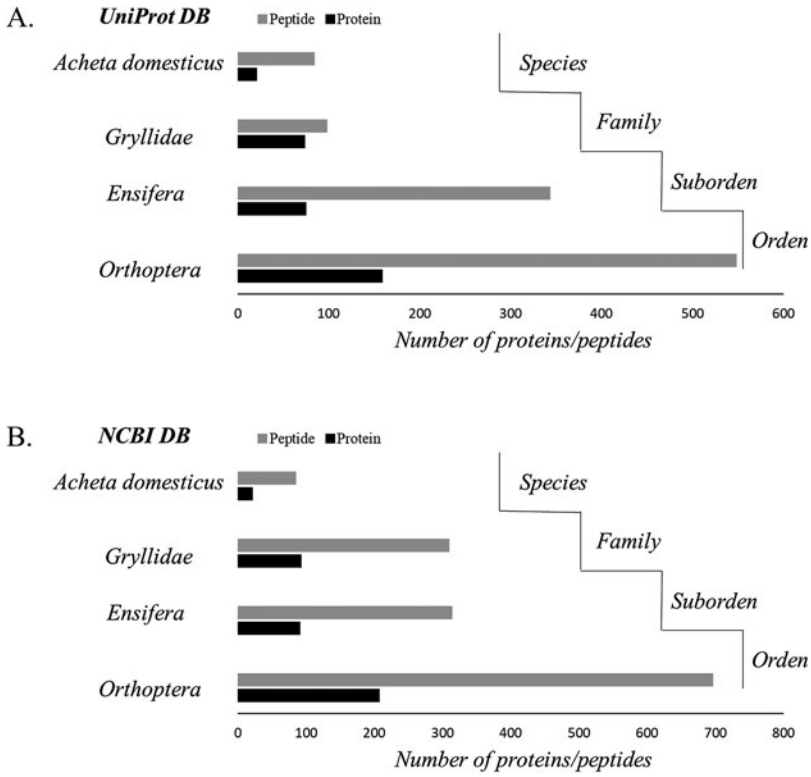 A.
UniProt DB
Peptide Protein
Acheta domesticus
Species
Gryllidae
Family
Ensifera
Suborden
Orthoptera
Orden
0 100 200 300 400 500 600
Number of proteins/peptides
B.
NCBI DB
Peptide Protein
Acheta domesticus
Species
Gryllidae
Family
Ensifera
Suborden
Orthoptera
Orden
0 100 200 300 400 500 600 700 800
Number of proteins/peptides